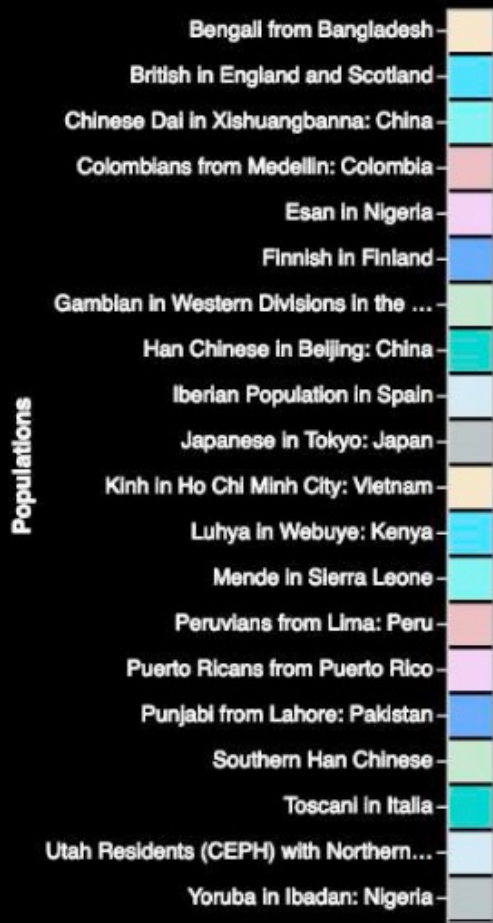 Bengali from Bangladesh
British in England and Scotland
Chinese Dai in Xishuangbanna: China
Colombians from Medellin: Colombia
Esan in Nigeria
Finnish in Finland
Gambian in Western Divisions in the ...
Han Chinese in Beijing: China
Iberian Population in Spain
Japanese in Tokyo: Japan
Kinh in Ho Chi Minh City: Vietnam
Luhya in Webuye: Kenya
Mende in Sierra Leone
Peruvians from Lima: Peru
Puerto Ricans from Puerto Rico
Punjabi from Lahore: Pakistan
Southern Han Chinese
Toscani in Italia
Utah Residents (CEPH) with Northern...
Yoruba in Ibadan: Nigeria
Populations